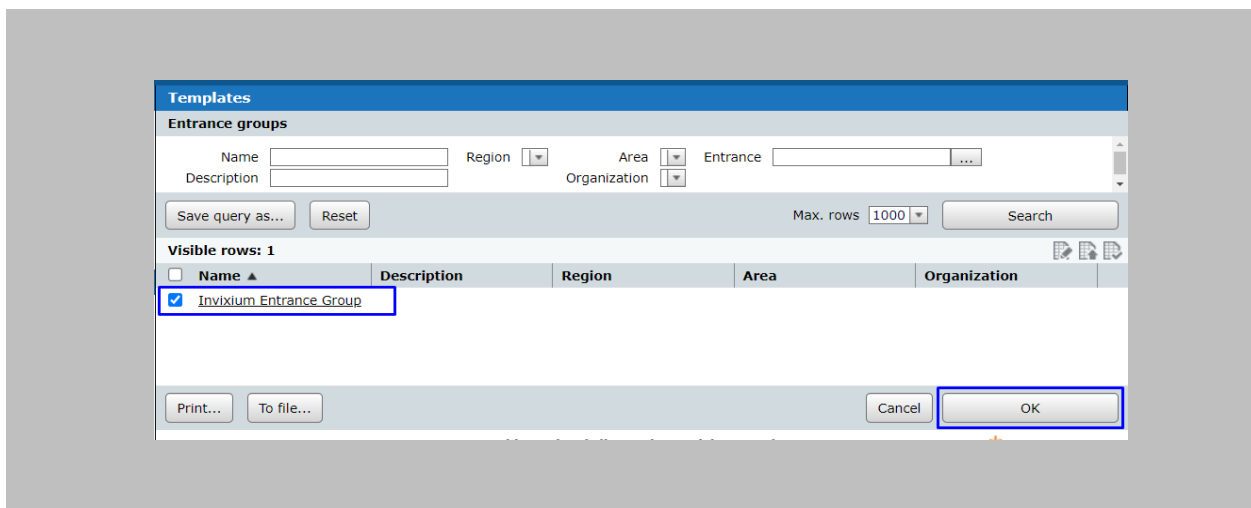 Templates
Entrance groups
Name Region Area Entrance ...
Description Organization
Save query as... Reset Max. rows 1000 Search
Visible rows: 1
Name Description Region Area Organization
Invixium Entrance Group
Print... To file... Cancel OK